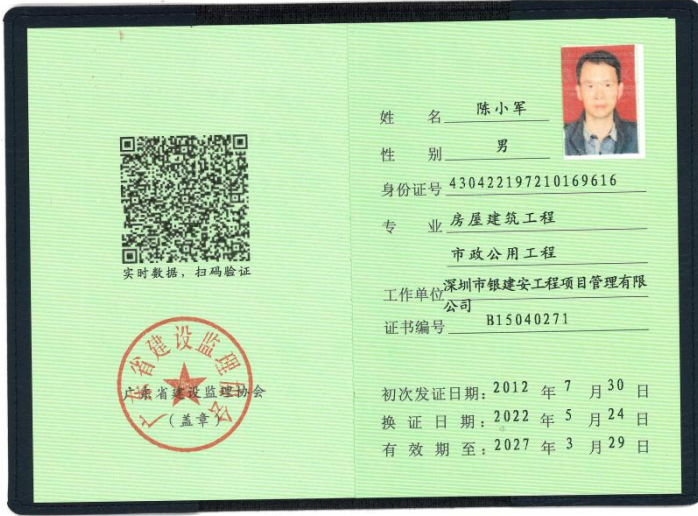 实时数据，扫码验证
广东省建设监理协会
广东省建设监理协会
（盖章）
姓 名 陈小军
性 别 男
身份证号 430422197210169616
专 业 房屋建筑工程
市政公用工程
工作单位 深圳市银建安工程项目管理有限
公司
证书编号 B15040271
初次发证日期：2012 年 7 月 30 日
换 证 日 期：2022 年 5 月 24 日
有 效 期 至：2027 年 3 月 29 日